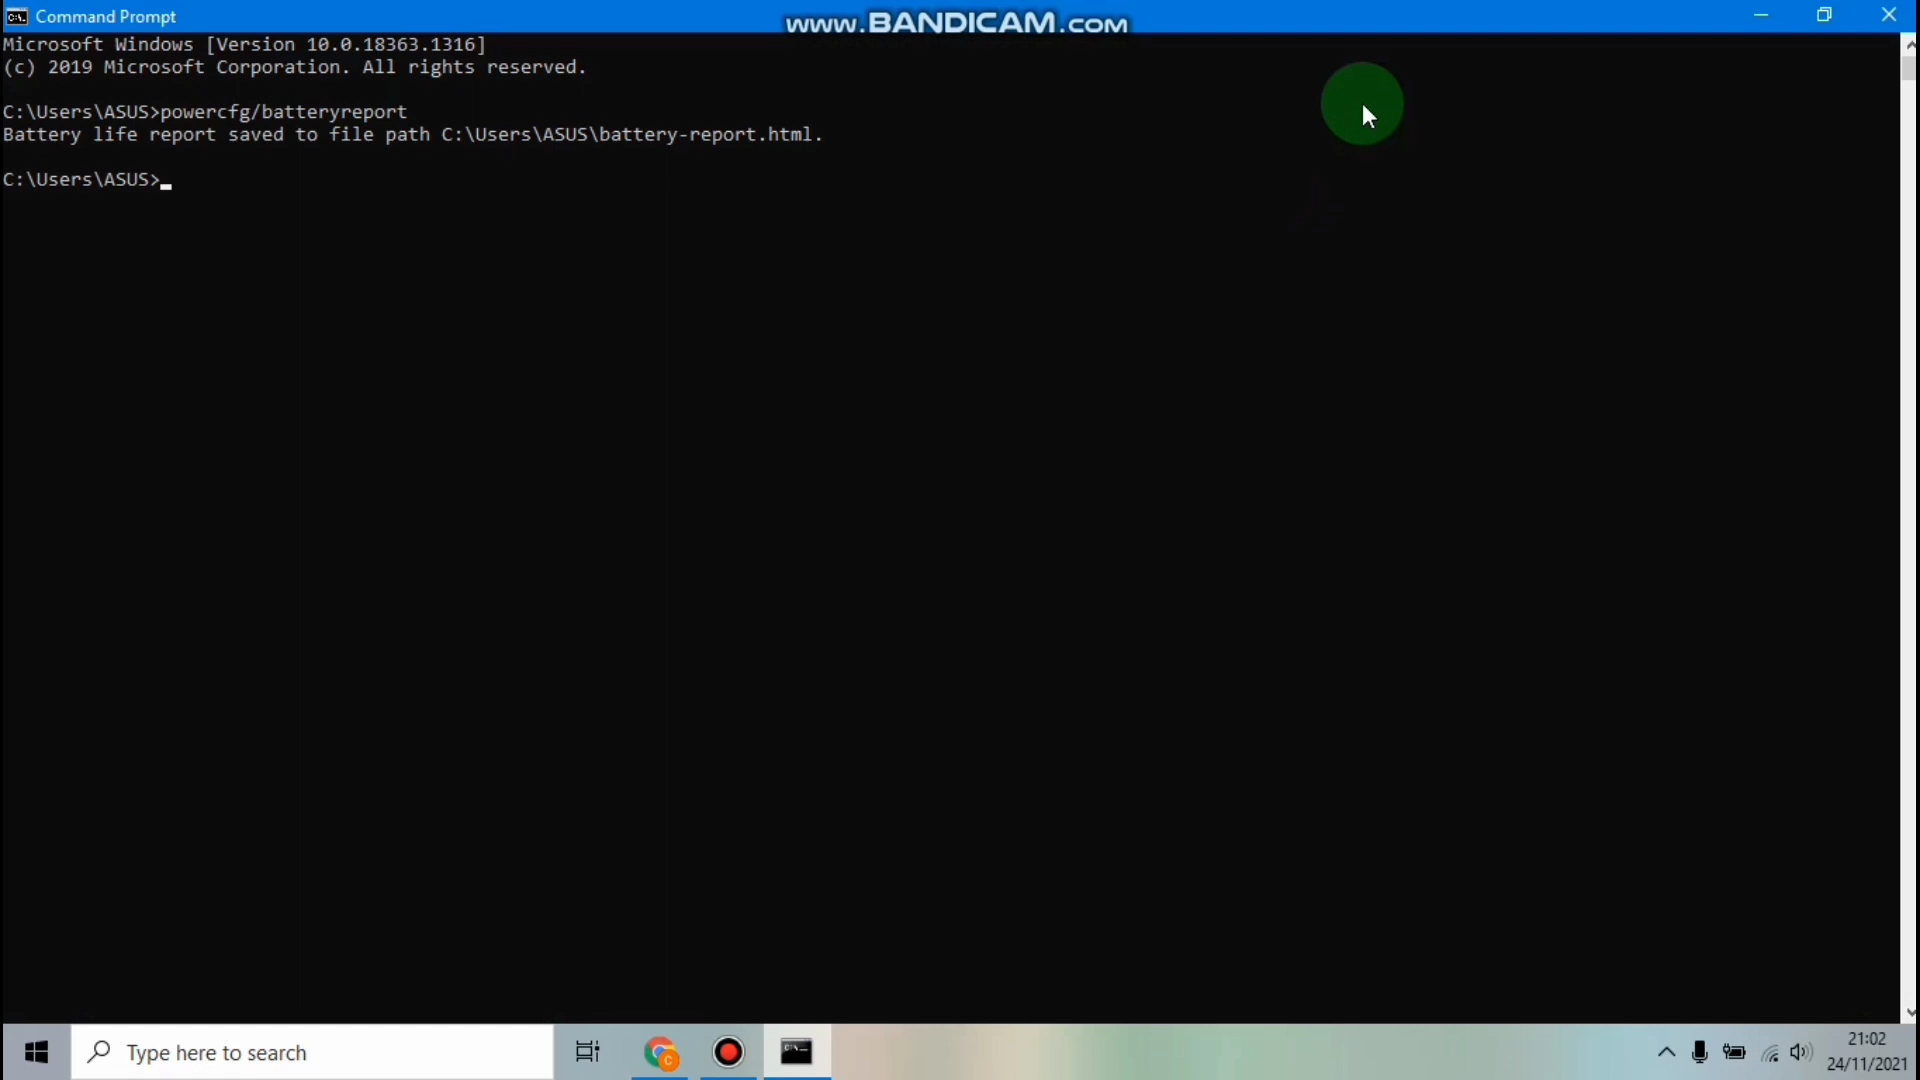 Command Prompt
www.BANDICAM.com
Microsoft Windows [Version 10.0.18363.1316]
(c) 2019 Microsoft Corporation. All rights reserved.
C:\Users\ASUS>powercfg/batteryreport
Battery life report saved to file path C:\Users\ASUS\battery-report.html.
C:\Users\ASUS>
Type here to search
21:02
24/11/2021